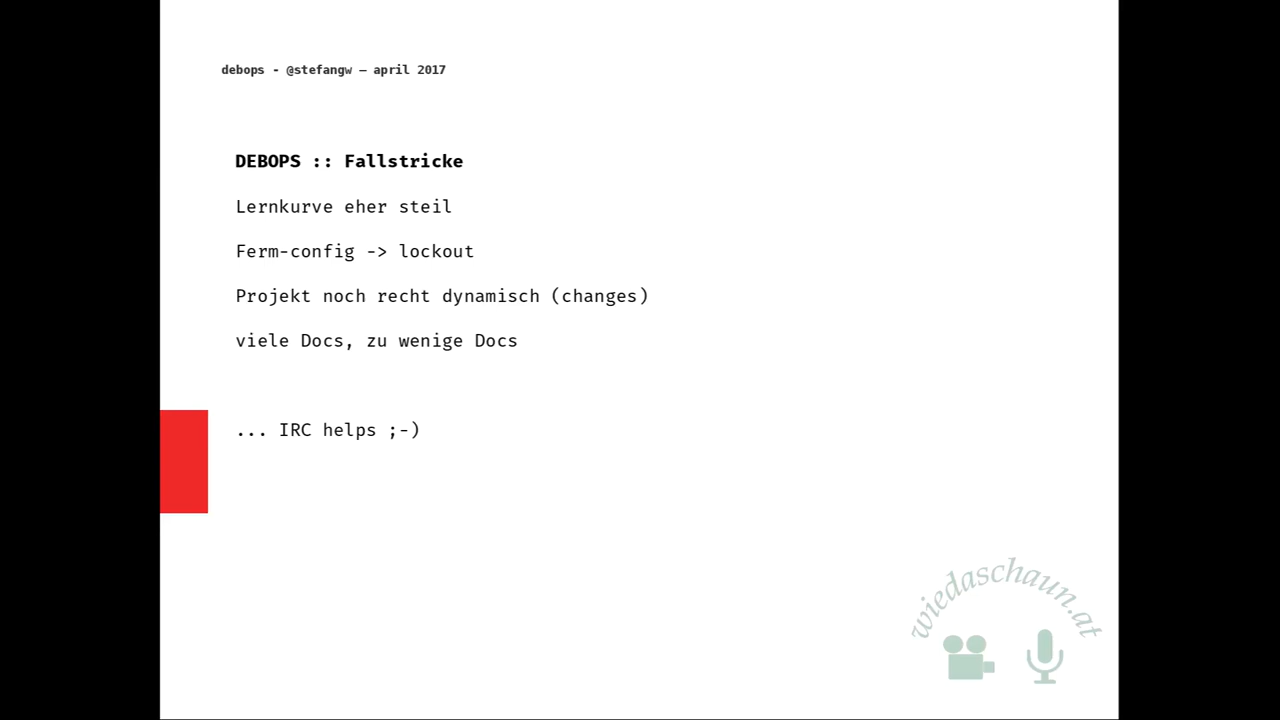 debops - @stefangw – april 2017
DEBOPS :: Fallstricke
Lernkurve eher steil
Ferm-config -> lockout
Projekt noch recht dynamisch (changes)
viele Docs, zu wenige Docs
... IRC helps ;-)
wiedaschaun.at